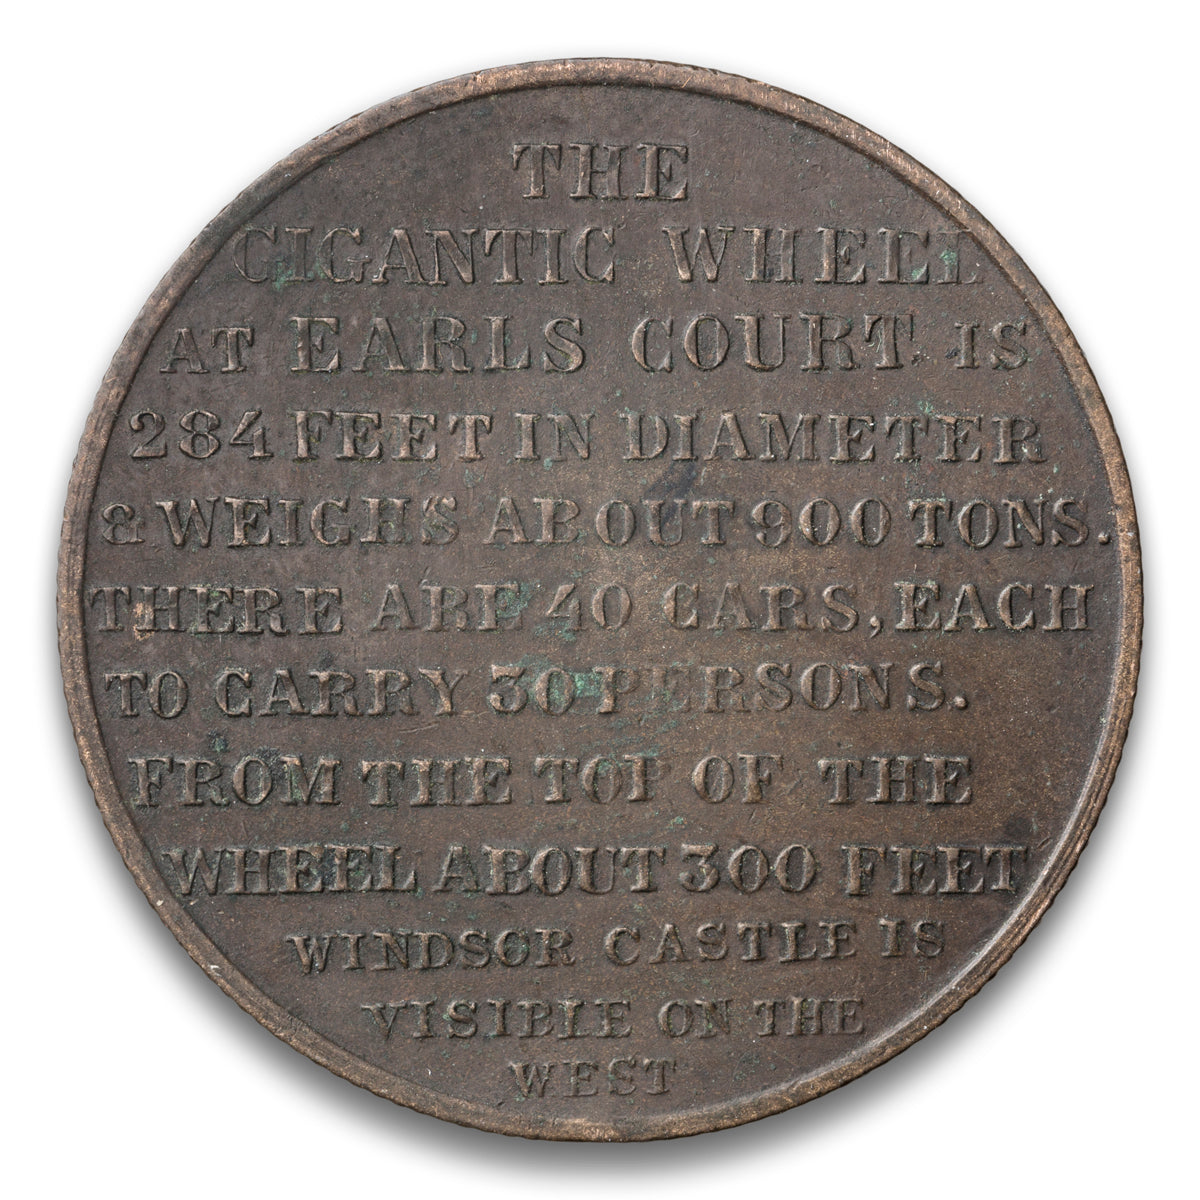 THE
GIGANTIC WHEEL
AT EARLS COURT IS
284 FEET IN DIAMETER
& WEIGHS ABOUT 900 TONS.
THERE ARE 40 CARS, EACH
TO CARRY 30 PERSONS.
FROM THE TOP OF THE
WHEEL ABOUT 300 FEET
WINDSOR CASTLE IS
VISIBLE ON THE
WEST